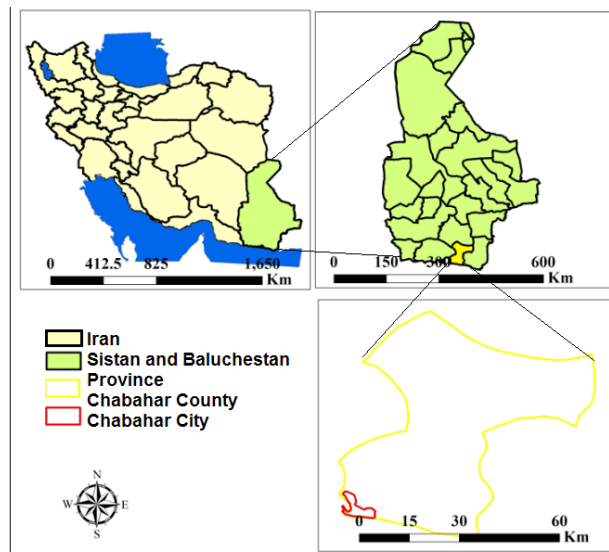 0 412.5 825 1,650
Km
0 150 300 600
Km
Iran
Sistan and Baluchestan
Province
Chabahar County
Chabahar City
N
W E
S
0 15 30 60
Km